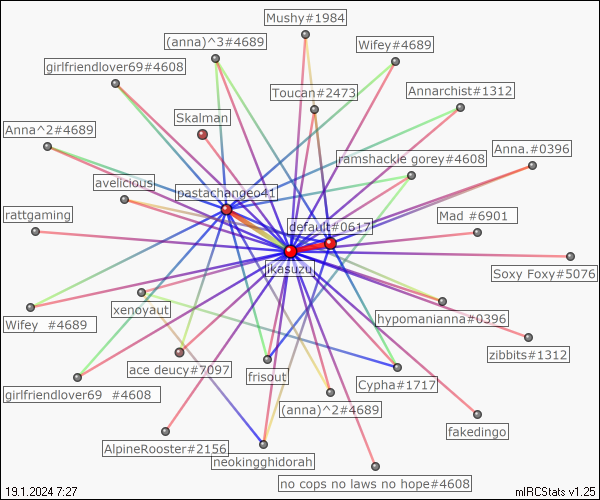 Mushy#1984
(anna)^3#4689
Wifey#4689
girlfriendlover69#4608
Toucan#2473
Annarchist#1312
Skalman
Anna^2#4689
ramshackle gorey#4608
Anna.#0396
avelicious
pastachangeo41
rattgaming
default#0617
Mad #6901
ikasuzu
Soxy Foxy#5076
xenoyaut
hypomanianna#0396
Wifey #4689
zibbits#1312
ace deucy#7097
frisout
Cypha#1717
girlfriendlover69 #4608
(anna)^2#4689
fakedingo
AlpineRooster#2156
neokingghidorah
no cops no laws no hope#4608
19.1.2024 7:27
mIRCStats v1.25